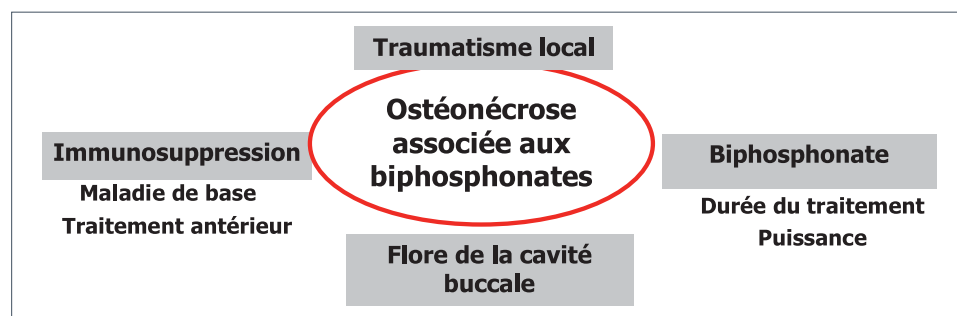 Traumatisme local
Ostéonécrose
associée aux
biphosphonates
Immunosuppression
Maladie de base
Traitement antérieur
Biphosphonate
Durée du traitement
Puissance
Flore de la cavité
buccale